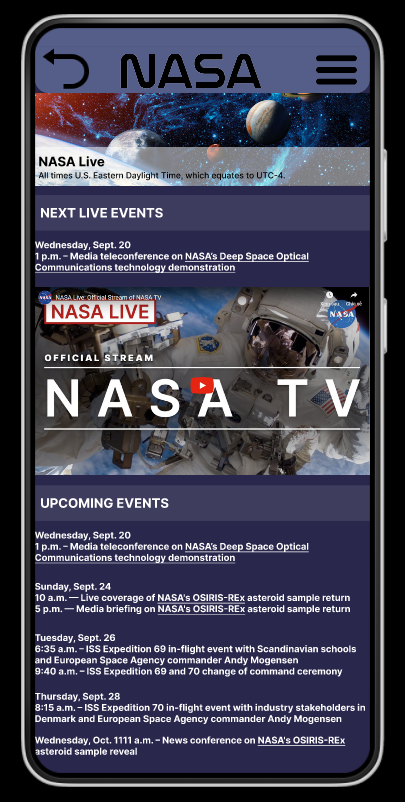 NASA
NASA Live
All times U.S. Eastern Daylight Time, which equates to UTC-4.
NEXT LIVE EVENTS
Wednesday, Sept. 20
1 p.m. – Media teleconference on NASA's Deep Space Optical
Communications technology demonstration
NASA Live: Official Stream of NASA TV
NASA LIVE
NASA
OFFICIAL STREAM
NASA TV
UPCOMING EVENTS
Wednesday, Sept. 20
1 p.m. – Media teleconference on NASA's Deep Space Optical
Communications technology demonstration
Sunday, Sept. 24
10 a.m. — Live coverage of NASA's OSIRIS-REx asteroid sample return
5 p.m. — Media briefing on NASA's OSIRIS-REx asteroid sample return
Tuesday, Sept. 26
6:35 a.m. – ISS Expedition 69 in-flight event with Scandinavian schools
and European Space Agency commander Andy Mogensen
9:40 a.m. – ISS Expedition 69 and 70 change of command ceremony
Thursday, Sept. 28
8:15 a.m. – ISS Expedition 70 in-flight event with industry stakeholders in
Denmark and European Space Agency commander Andy Mogensen
Wednesday, Oct. 1111 a.m. – News conference on NASA's OSIRIS-REx
asteroid sample reveal